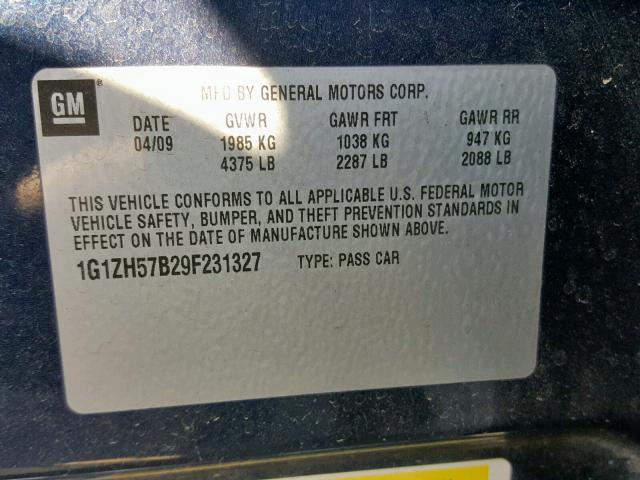 GM ®
MFD BY GENERAL MOTORS CORP.
DATE GVWR GAWR FRT GAWR RR
04/09 1985 KG 1038 KG 947 KG
4375 LB 2287 LB 2088 LB
THIS VEHICLE CONFORMS TO ALL APPLICABLE U.S. FEDERAL MOTOR
VEHICLE SAFETY, BUMPER, AND THEFT PREVENTION STANDARDS IN
EFFECT ON THE DATE OF MANUFACTURE SHOWN ABOVE.
1G1ZH57B29F231327 TYPE: PASS CAR